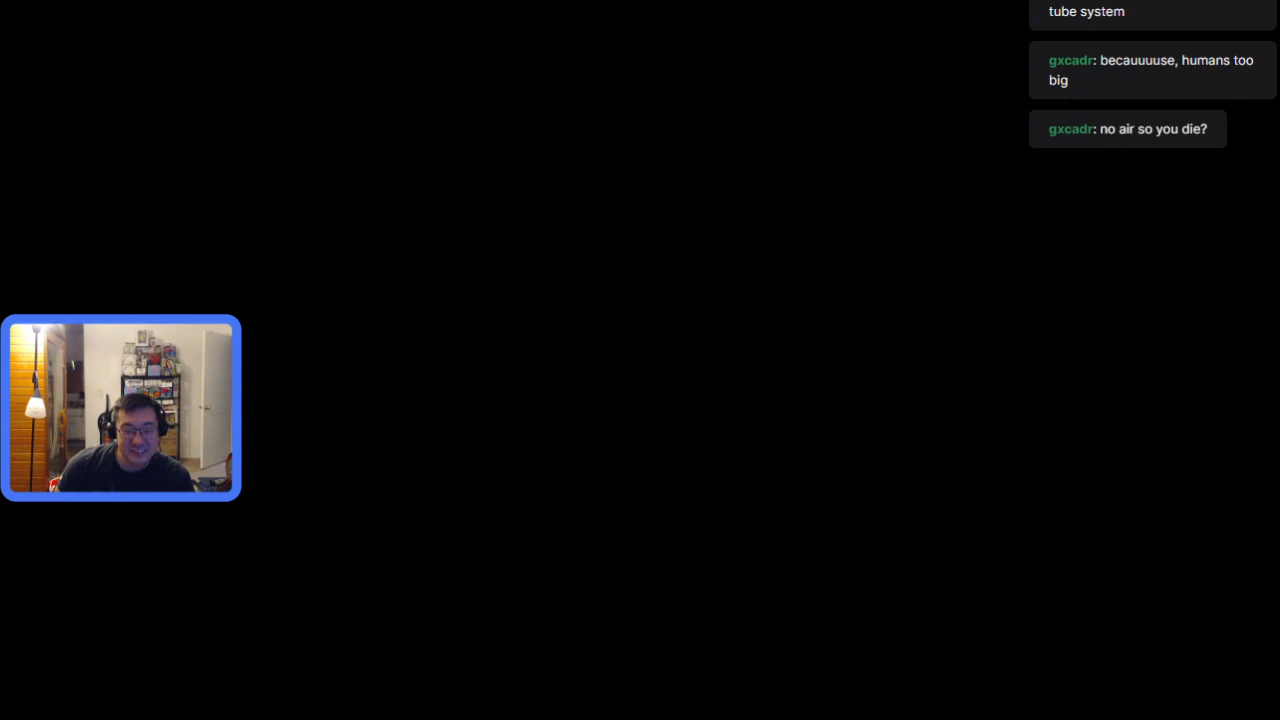 tube system
gxcadr: becauuuuse, humans too
big
gxcadr: no air so you die?